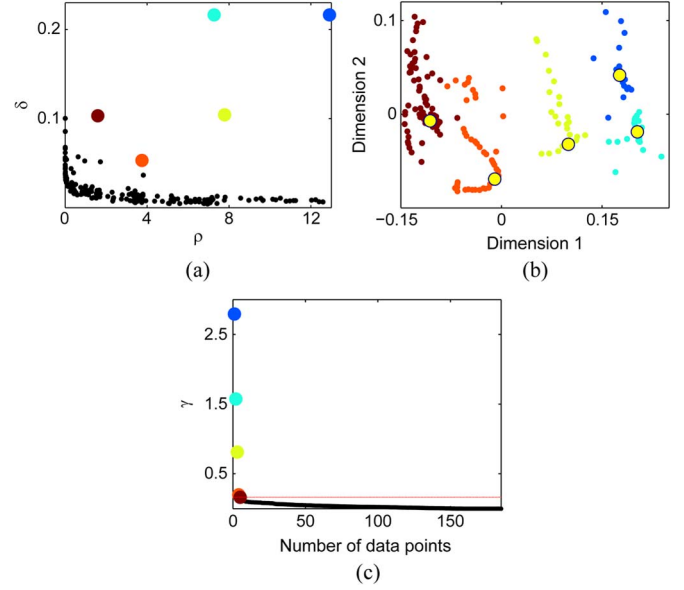 0.2
δ
0.1
0
0
4
8
12
ρ
(a)
0.1
Dimension 2
0
−0.15
0
0.15
Dimension 1
(b)
2.5
γ
1.5
0.5
0
50
100
150
Number of data points
(c)